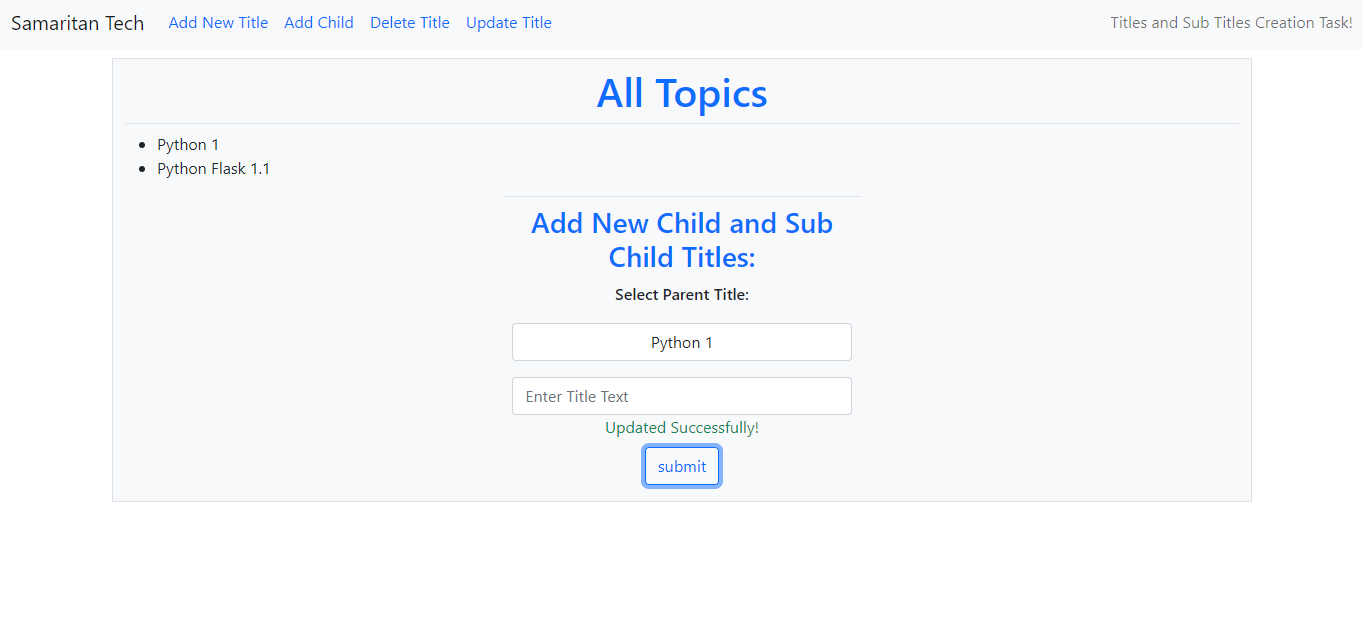 Samaritan Tech Add New Title Add Child Delete Title Update Title Titles and Sub Titles Creation Task!
All Topics
Python 1
Python Flask 1.1
Add New Child and Sub
Child Titles:
Select Parent Title:
Python 1
Enter Title Text
Updated Successfully!
submit